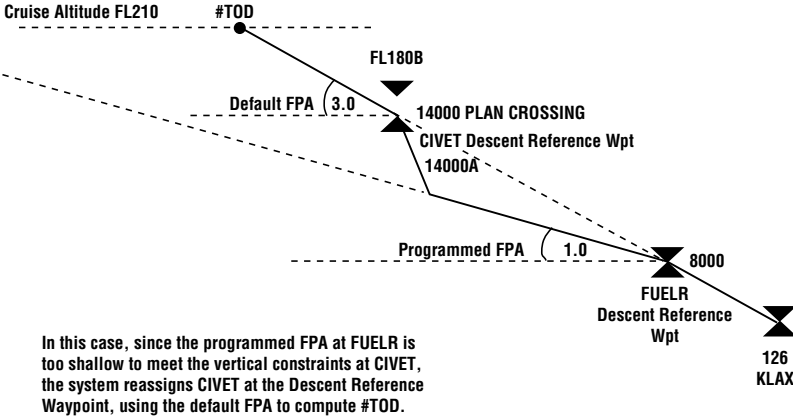 Cruise Altitude FL210
#TOD
FL180B
Default FPA
3.0
14000 PLAN CROSSING
CIVET Descent Reference Wpt
14000A
Programmed FPA
1.0
8000
FUELR
Descent Reference
Wpt
126
KLAX
In this case, since the programmed FPA at FUELR is
too shallow to meet the vertical constraints at CIVET,
the system reassigns CIVET at the Descent Reference
Waypoint, using the default FPA to compute #TOD.